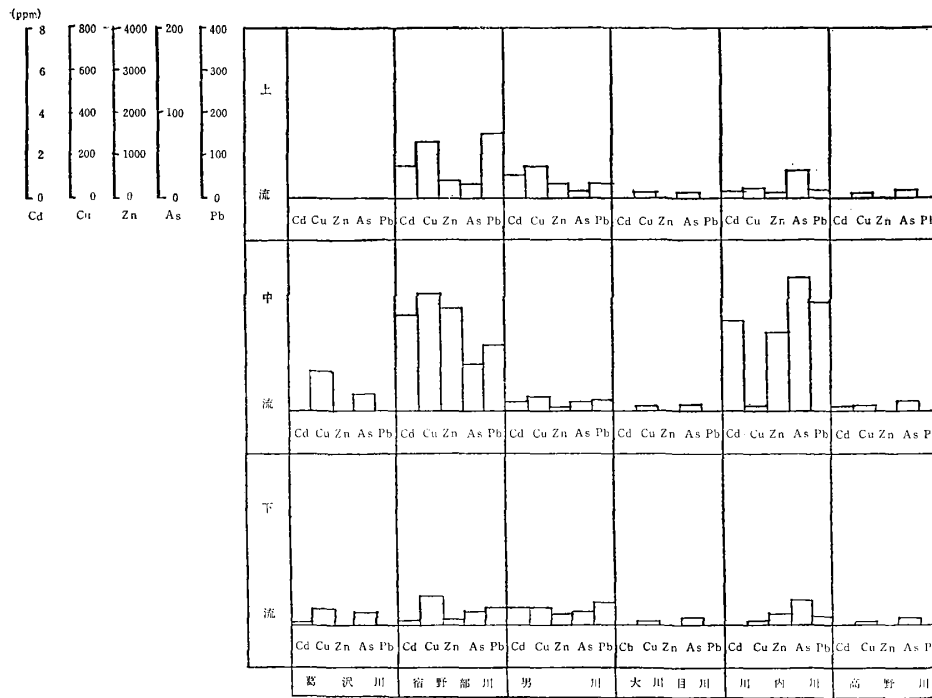 (ppm)
8 800 4000 200 400
6 600 3000 300
4 400 2000 100 200
2 200 1000 100
0 0 0 0 0
Cd Cu Zn As Pb
上流
Cd Cu Zn As Pb Cd Cu Zn As Pb Cd Cu Zn As Pb Cd Cu Zn As Pb Cd Cu Zn As Pb Cd Cu Zn As P
中流
Cd Cu Zn As Pb Cd Cu Zn As Pb Cd Cu Zn As Pb Cb Cu Zn As Pb Cd Cu Zn As Pb Cd Cu Zn As P
下流
Cd Cu Zn As Pb Cd Cu Zn As Pb Cd Cu Zn As Pb Cb Cu Zn As Pb Cd Cu Zn As Pb Cd Cu Zn As P
葛沢川 宿野部川 男川 大川目川 川内川 高野川